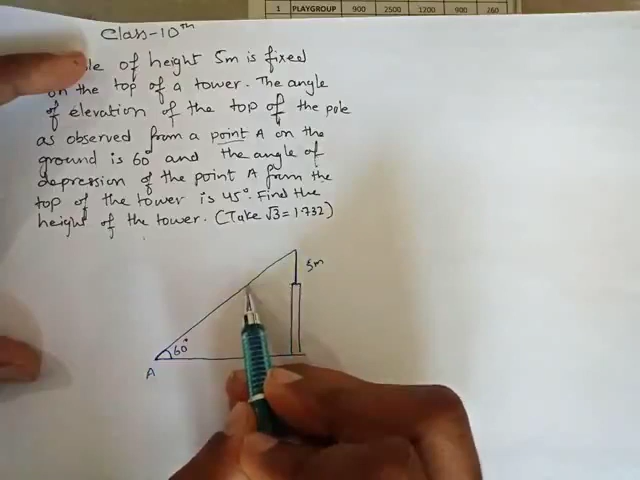 1 PLAYGROUP 900 2500 1200 900 260
Class-10th
of height 5m is fixed
on the top of a tower. The angle
of elevation of the top of the pole
as observed from a point A on the
ground is 60° and the angle of
depression of the point A from the
top of the tower is 45°. Find the
height of the tower. (Take √3 = 1.732)
5m
60°
A